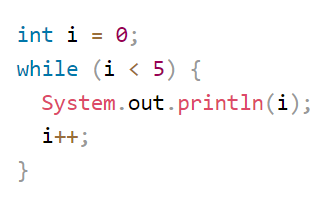 int i = 0;
while (i < 5) {
  System.out.println(i);
  i++;
}